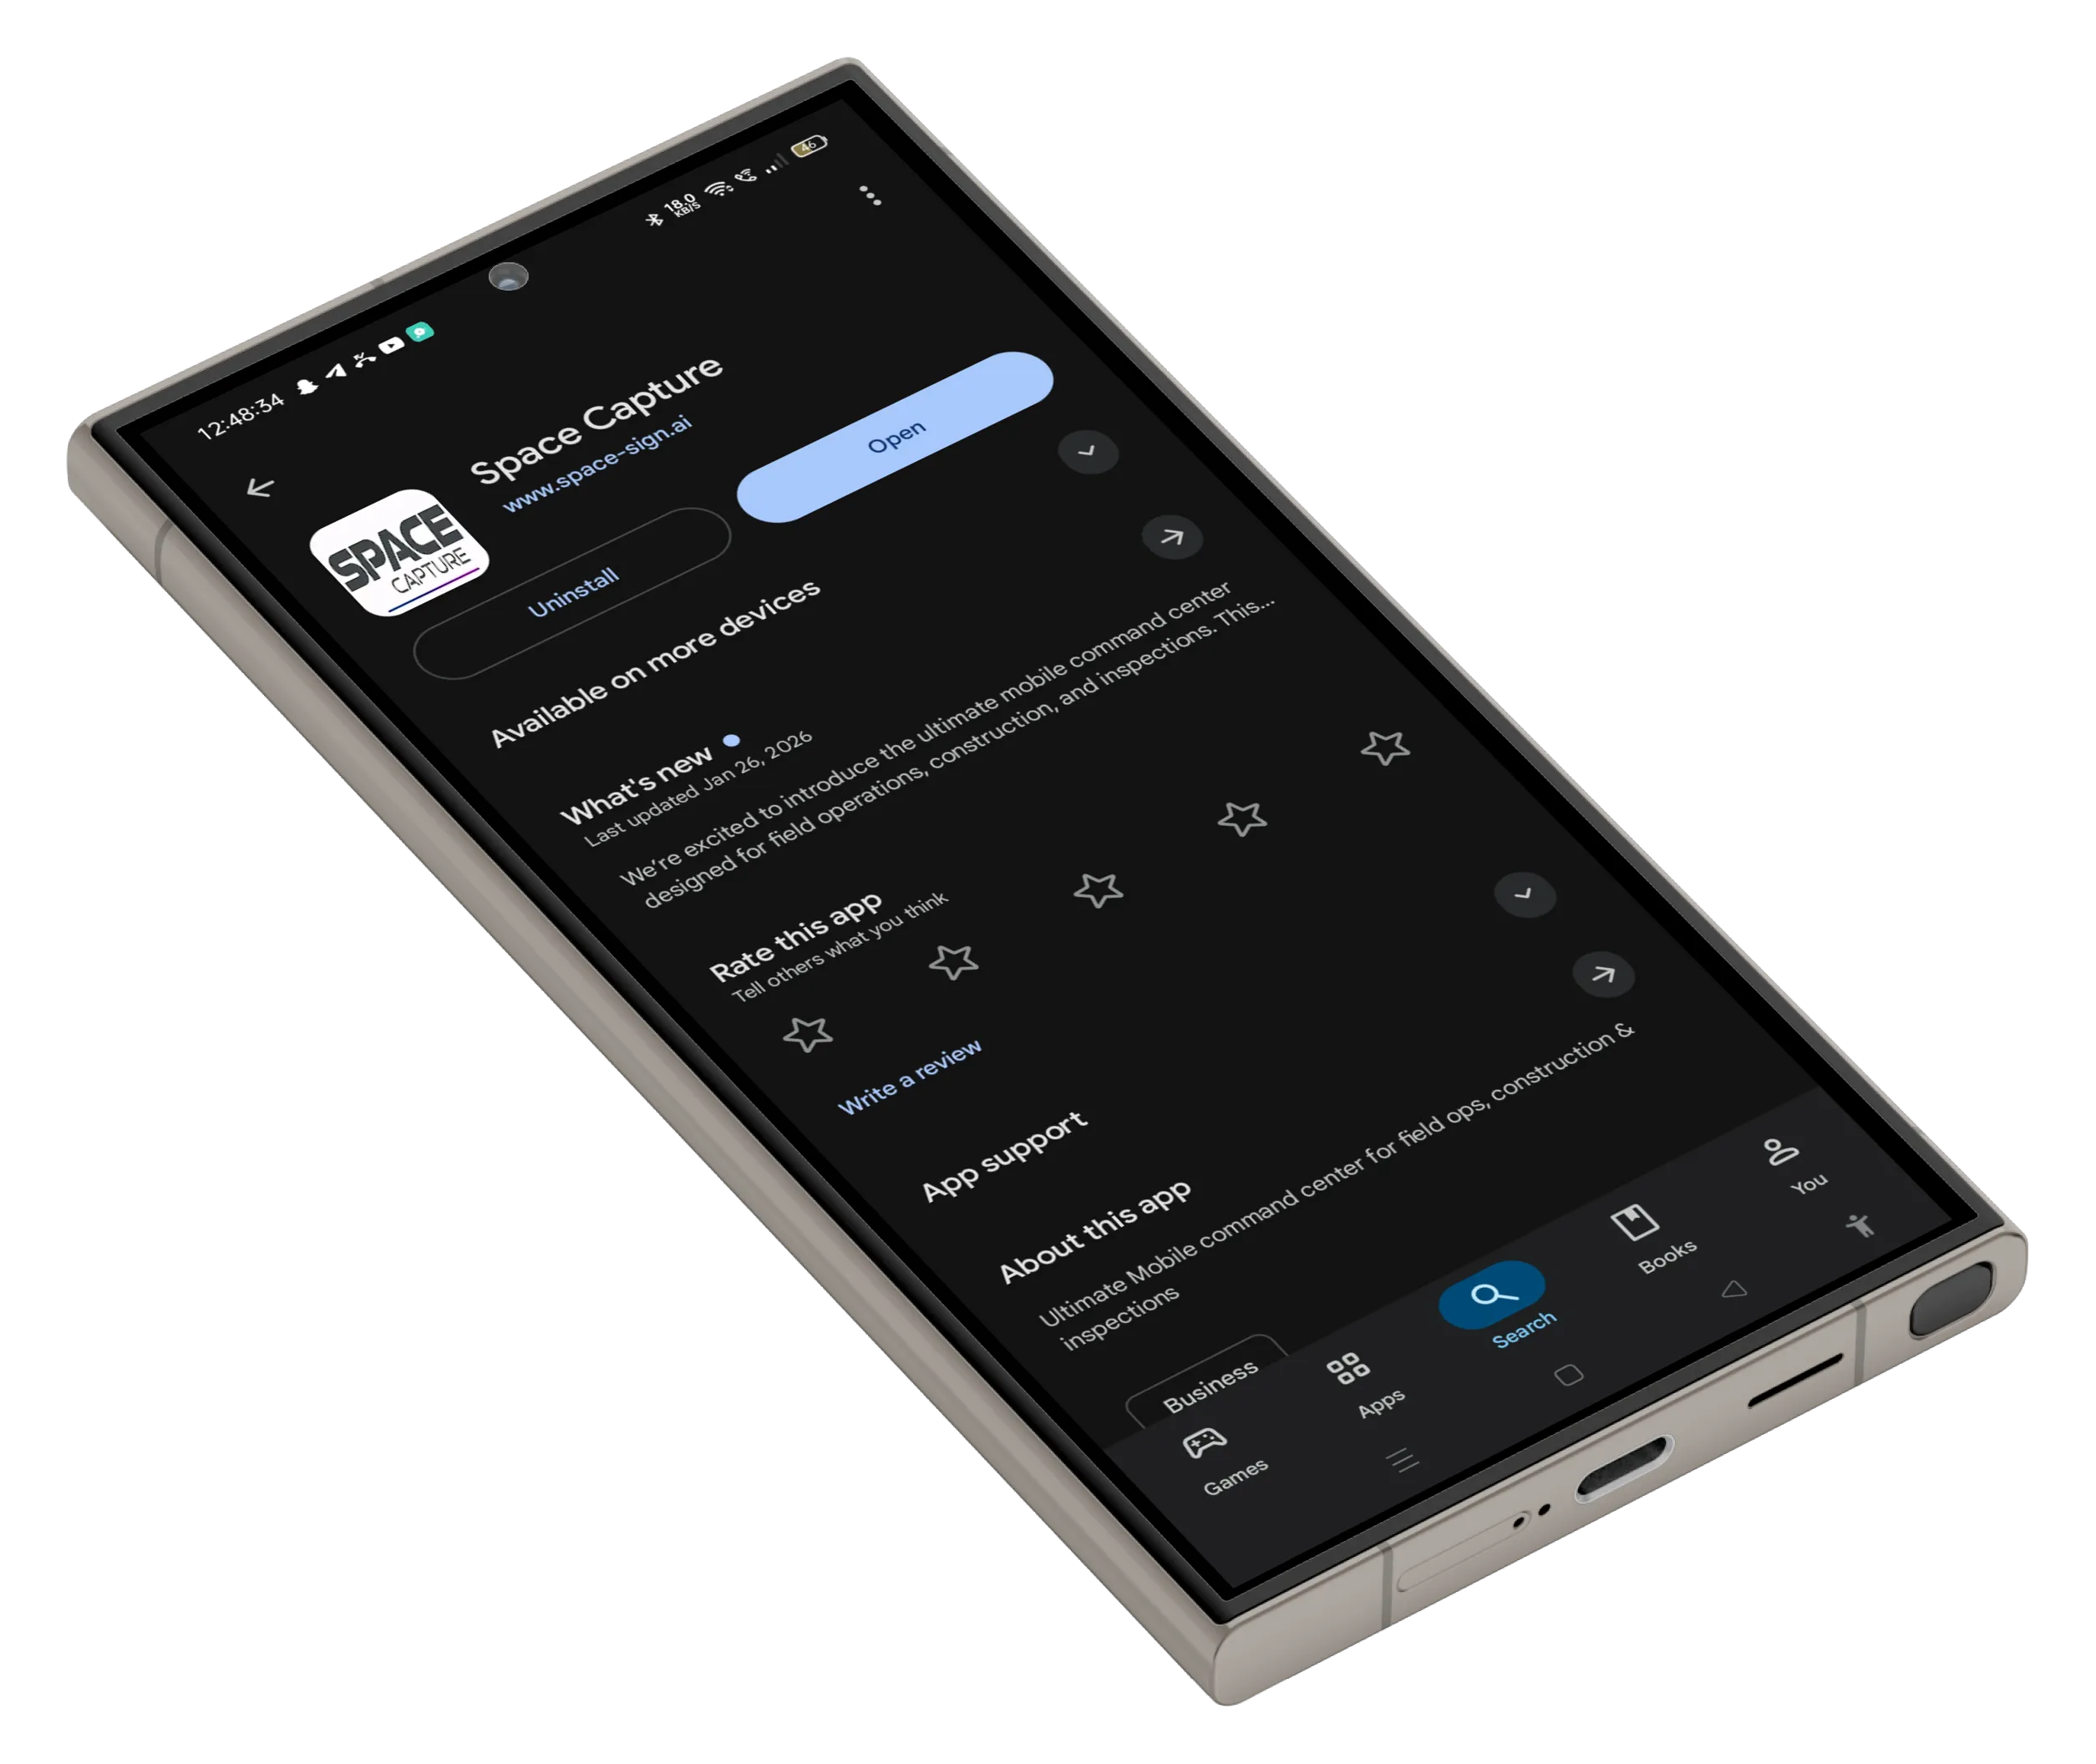 12:48:34
18.0
KB/S
46
Space Capture
www.space-sign.ai
SPACE
CAPTURE
Uninstall
Open
Available on more devices
What's new
Last updated Jan 26, 2026
We're excited to introduce the ultimate mobile command center
designed for field operations, construction, and inspections. This...
Rate this app
Tell others what you think
Write a review
App support
About this app
Ultimate Mobile command center for field ops, construction &
inspections
Business
Games
Apps
Search
Books
You